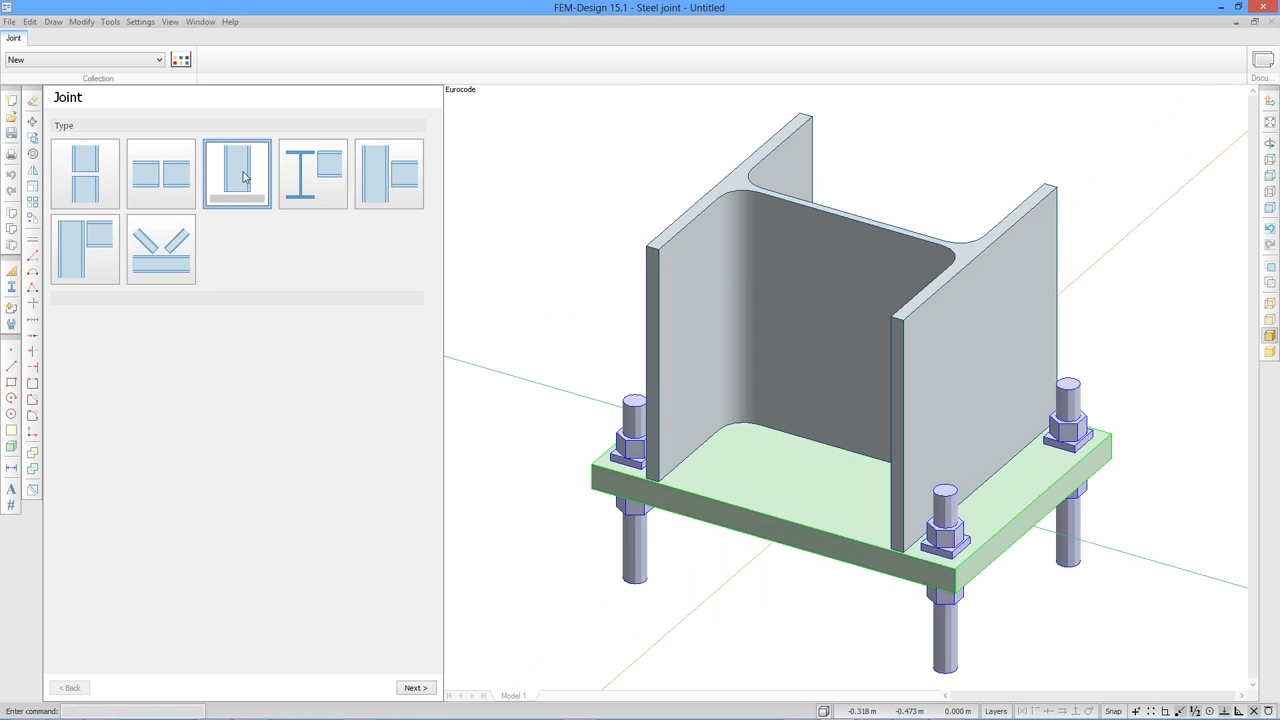 FEM-Design 15.1 - Steel joint - Untitled
File Edit Draw Modify Tools Settings View Window Help
Joint
New
Collection
Docu...
Joint
Eurocode
Type
< Back
Next >
Model 1.
Enter command:
-0.318 m -0.473 m 0.000 m Layers Snap
A
#